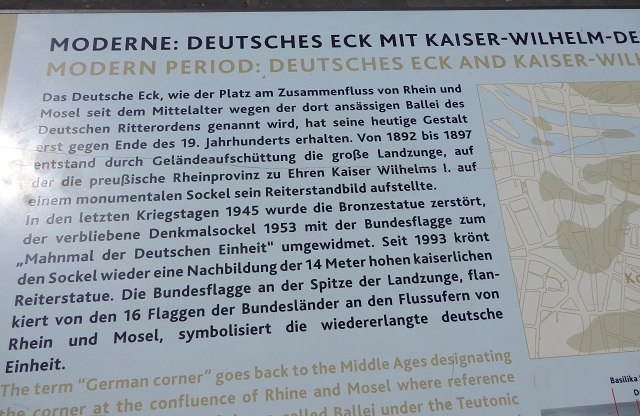 MODERNE: DEUTSCHES ECK MIT KAISER-WILHELM-DE
MODERN PERIOD: DEUTSCHES ECK AND KAISER-WILH
Das Deutsche Eck, wie der Platz am Zusammenfluss von Rhein und
Mosel seit dem Mittelalter wegen der dort ansässigen Ballei des
Deutschen Ritterordens genannt wird, hat seine heutige Gestalt
erst gegen Ende des 19. Jahrhunderts erhalten. Von 1892 bis 1897
entstand durch Geländeaufschüttung die große Landzunge, auf
der die preußische Rheinprovinz zu Ehren Kaiser Wilhelms I. auf
einem monumentalen Sockel sein Reiterstandbild aufstellte.
In den letzten Kriegstagen 1945 wurde die Bronzestatue zerstört,
der verbliebene Denkmalsockel 1953 mit der Bundesflagge zum
„Mahnmal der Deutschen Einheit" umgewidmet. Seit 1993 krönt
den Sockel wieder eine Nachbildung der 14 Meter hohen kaiserlichen
Reiterstatue. Die Bundesflagge an der Spitze der Landzunge, flan-
kiert von den 16 Flaggen der Bundesländer an den Flussufern von
Rhein und Mosel, symbolisiert die wiedererlangte deutsche
Einheit.
The term "German corner" goes back to the Middle Ages designating
the corner at the confluence of Rhine and Mosel where reference
called Ballei under the Teutonic
Ko
Basilika
D